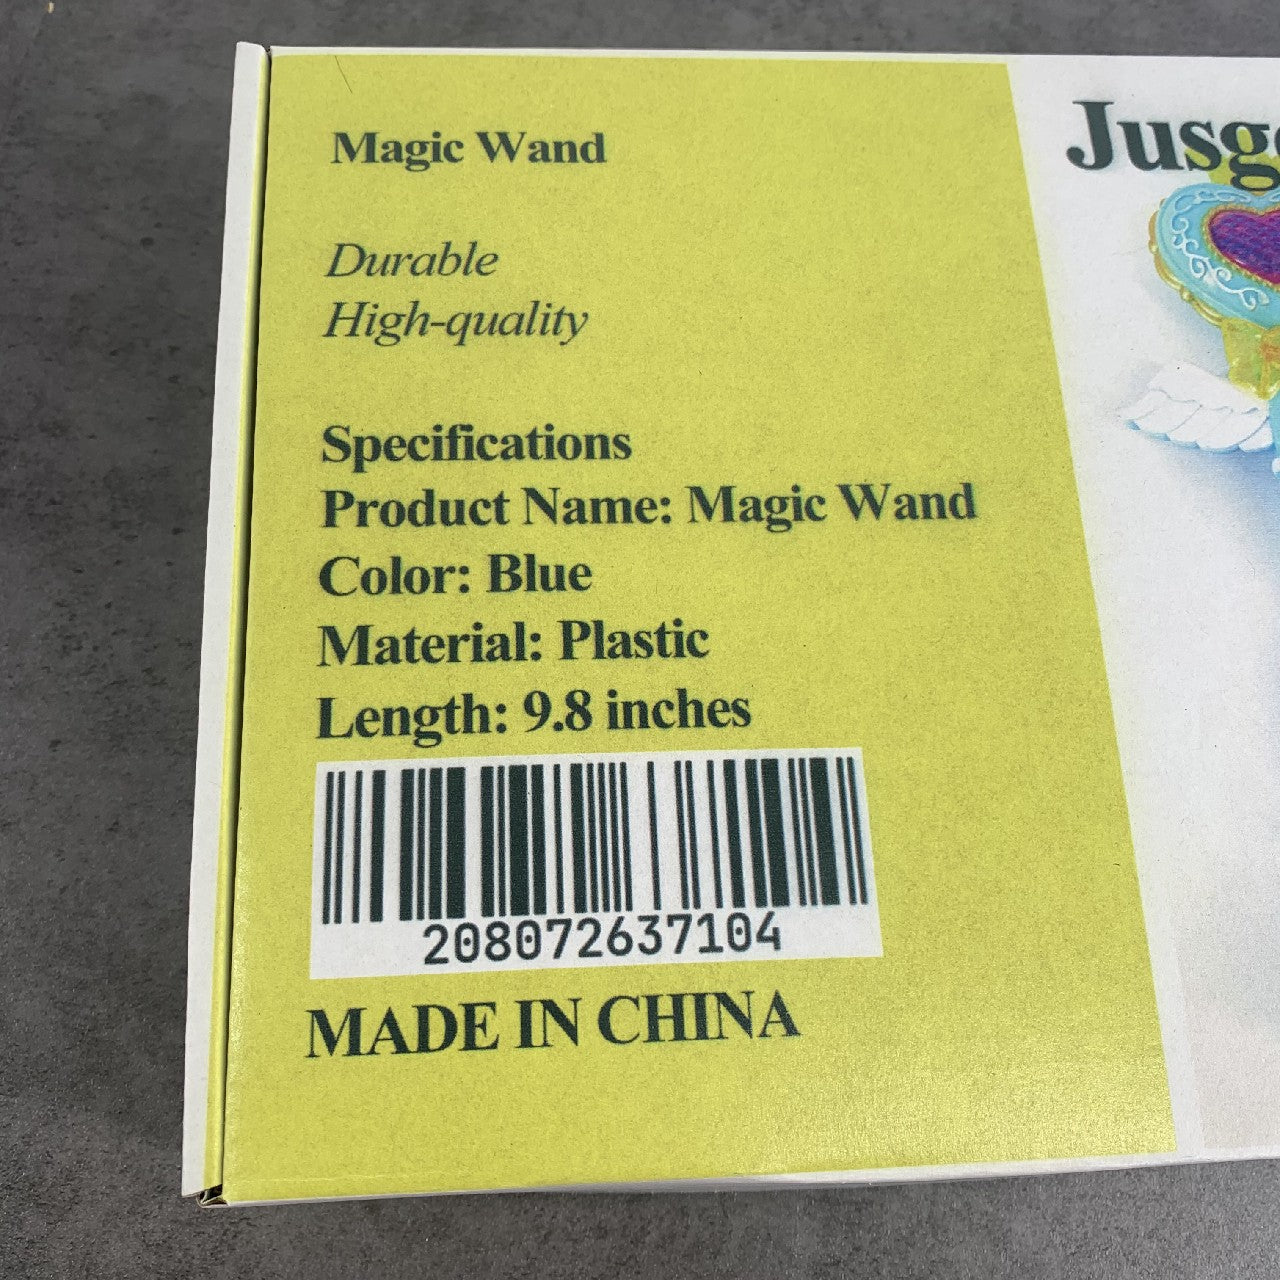 Magic Wand
Durable
High-quality
Specifications
Product Name: Magic Wand
Color: Blue
Material: Plastic
Length: 9.8 inches
208072637104
MADE IN CHINA